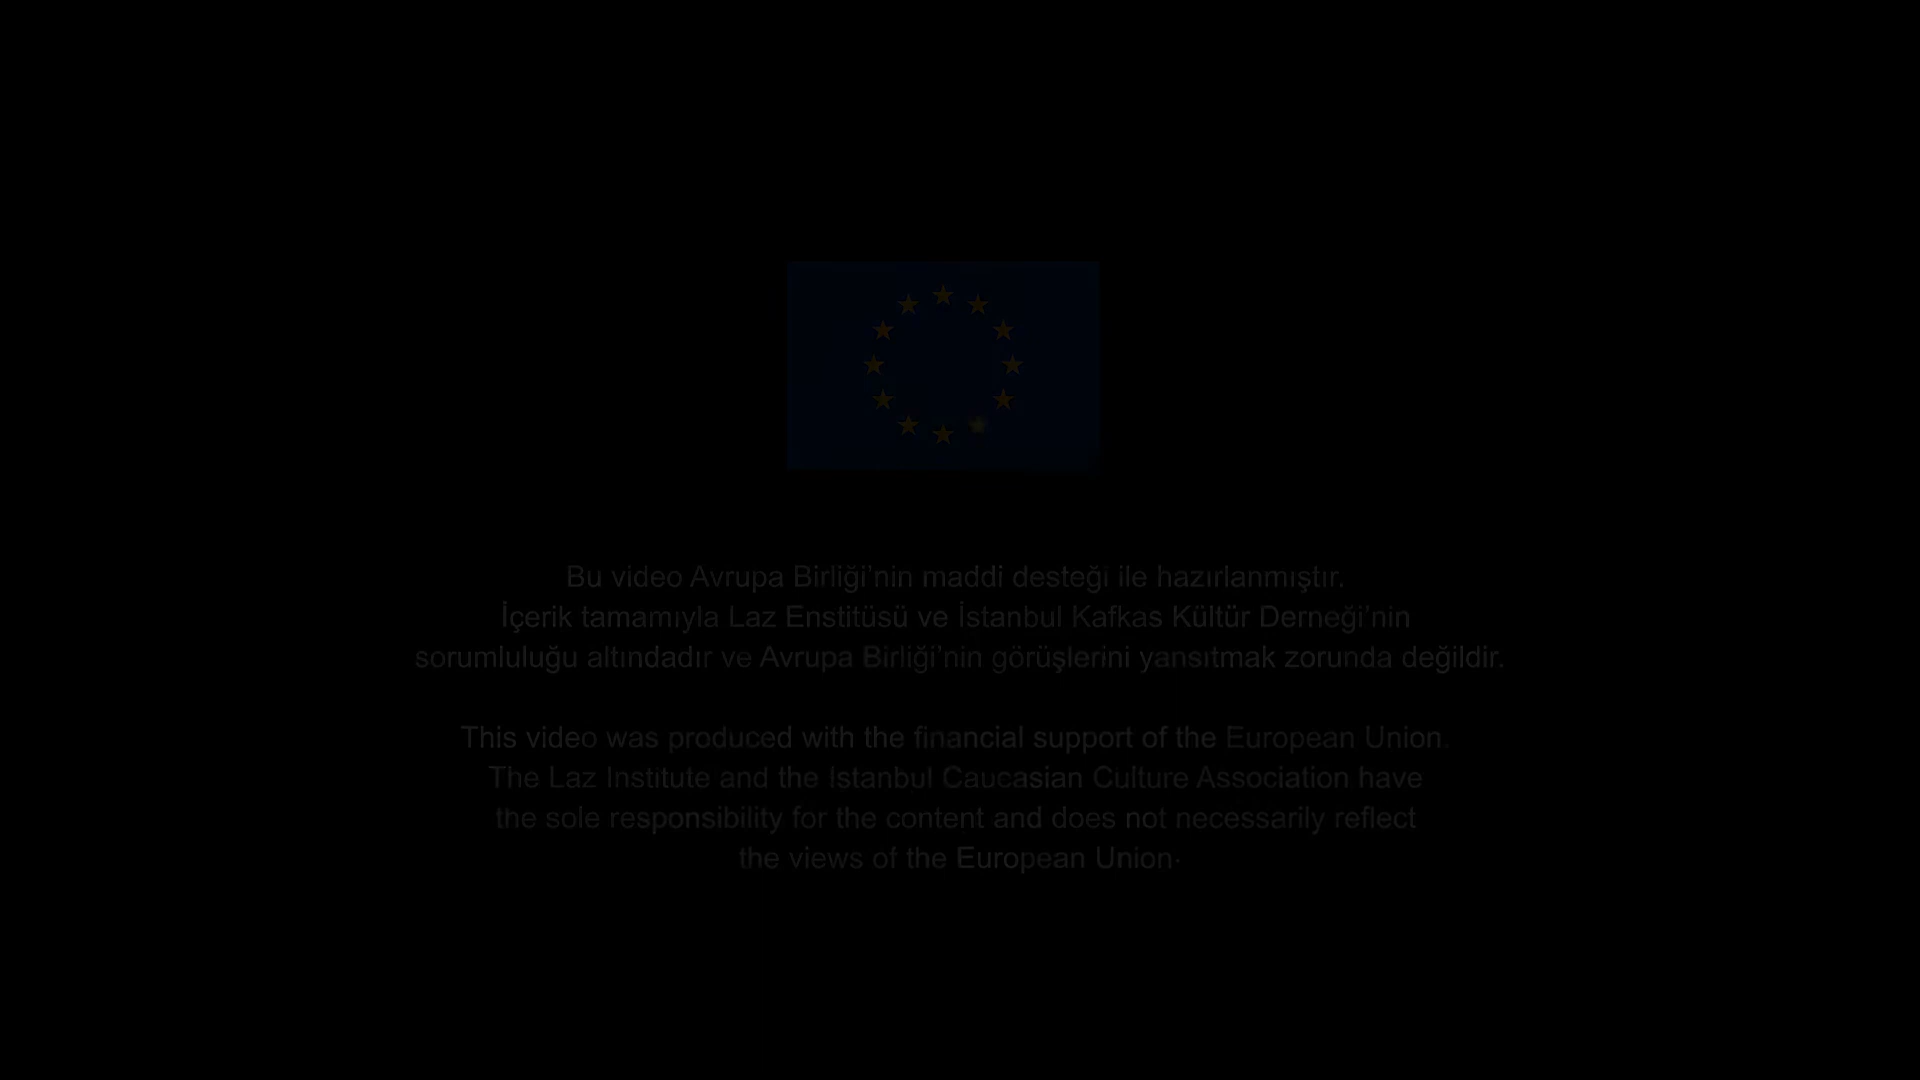 Bu video Avrupa Birliği'nin maddi desteği ile hazırlanmıştır.
İçerik tamamıyla Laz Enstitüsü ve İstanbul Kafkas Kültür Derneği'nin
sorumluluğu altındadır ve Avrupa Birliği'nin görüşlerini yansıtmak zorunda değildir.
This video was produced with the financial support of the European Union.
The Laz Institute and the Istanbul Caucasian Culture Association have
the sole responsibility for the content and does not necessarily reflect
the views of the European Union.